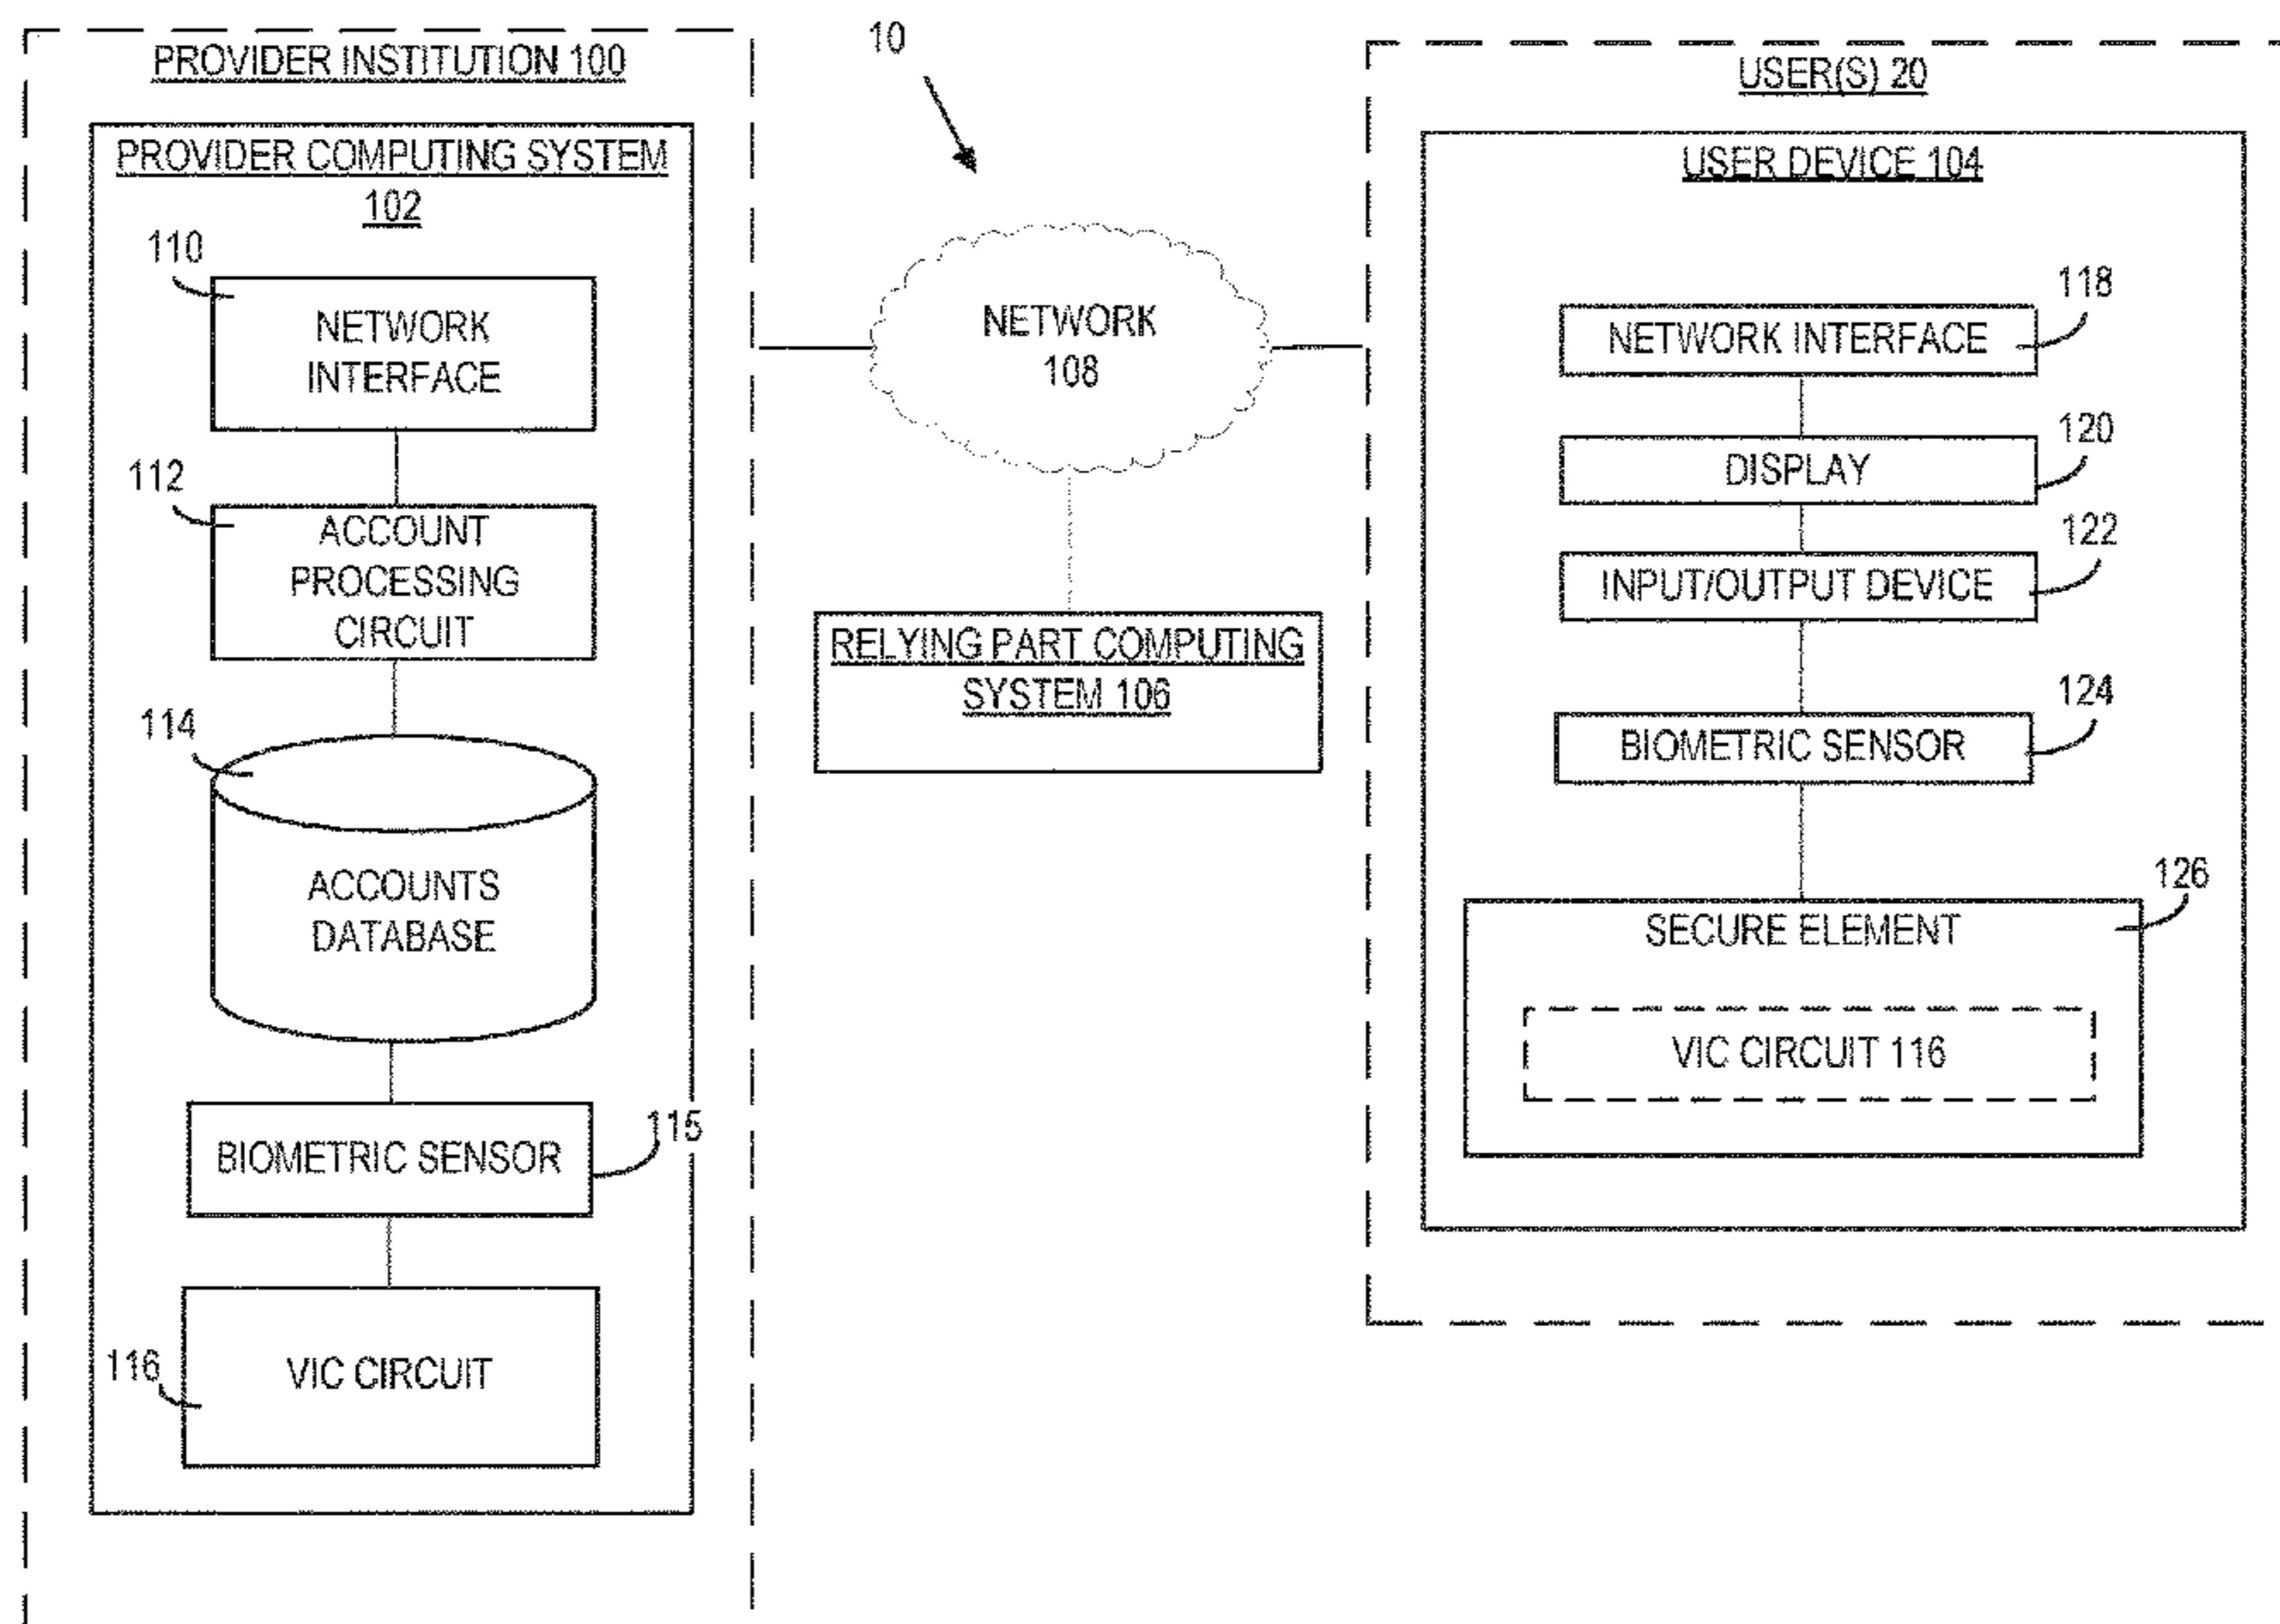 PROVIDER INSTITUTION 100
PROVIDER COMPUTING SYSTEM
102
110
NETWORK
INTERFACE
112
ACCOUNT
PROCESSING
CIRCUIT
114
ACCOUNTS
DATABASE
BIOMETRIC SENSOR
115
116
VIC CIRCUIT
10
NETWORK
108
RELYING PART COMPUTING
SYSTEM 106
USER(S) 20
USER DEVICE 104
118
NETWORK INTERFACE
120
DISPLAY
122
INPUT/OUTPUT DEVICE
124
BIOMETRIC SENSOR
126
SECURE ELEMENT
VIC CIRCUIT 116